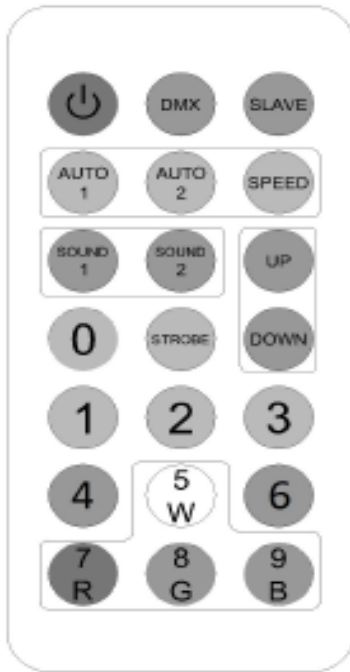 DMX SLAVE
AUTO 1 AUTO 2 SPEED
SOUND 1 SOUND 2 UP
0 STROBE DOWN
1 2 3
4 5 W 6
7 R 8 G 9 B